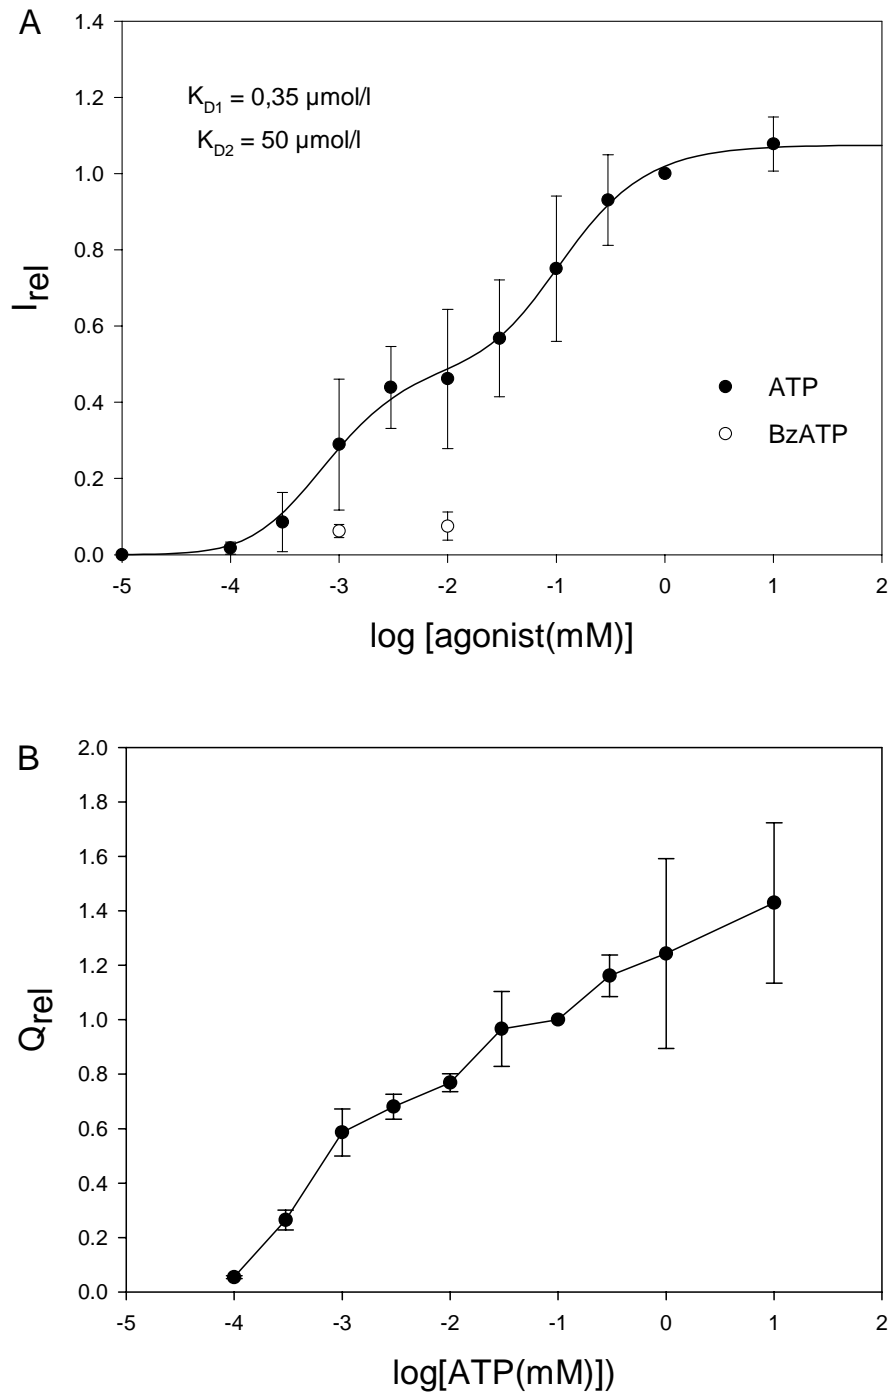 A
1.4
1.2
1.0
0.8
0.6
0.4
0.2
0.0
K_D1 = 0,35 µmol/l
K_D2 = 50 µmol/l
I_rel
ATP
BzATP
-5 -4 -3 -2 -1 0 1 2
log [agonist(mM)]
B
2.0
1.8
1.6
1.4
1.2
1.0
0.8
0.6
0.4
0.2
0.0
Q_rel
-5 -4 -3 -2 -1 0 1 2
log[ATP(mM)])